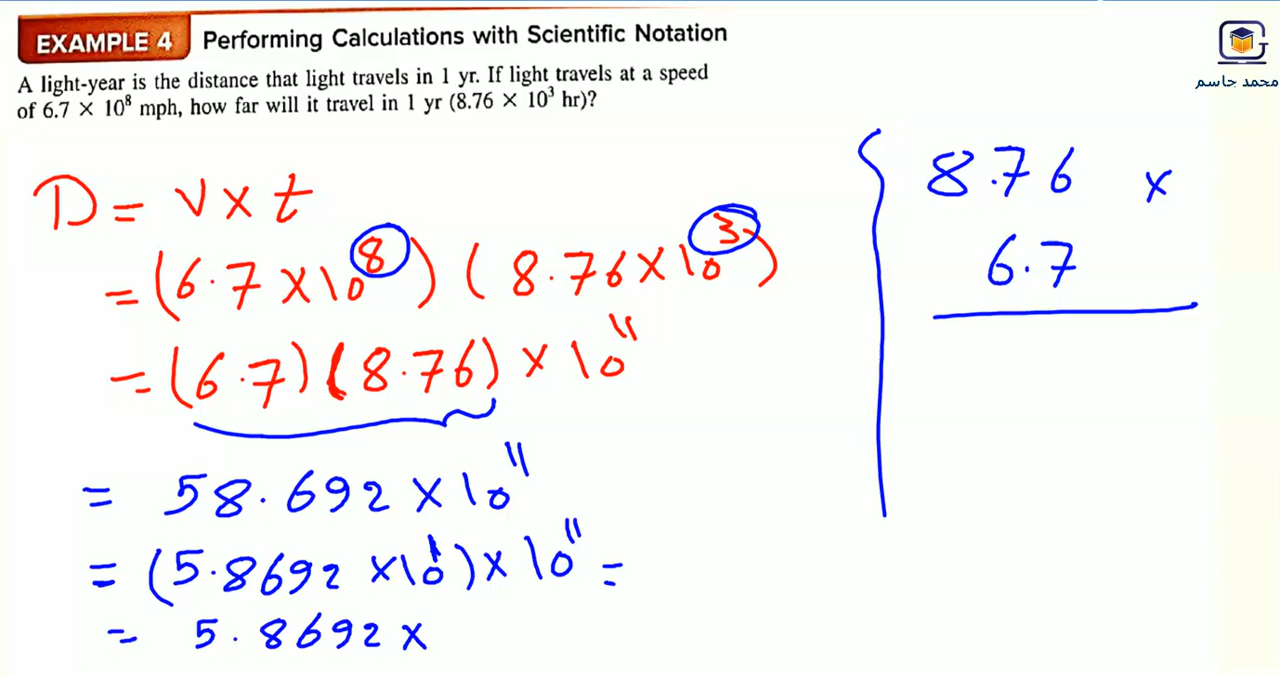 EXAMPLE 4 Performing Calculations with Scientific Notation
محمد جاسم
A light-year is the distance that light travels in 1 yr. If light travels at a speed
of 6.7 × 10⁸ mph, how far will it travel in 1 yr (8.76 × 10³ hr)?
D = v × t
= (6.7 × 10⁸) (8.76 × 10³)
= (6.7) (8.76) × 10¹¹
= 58.692 × 10¹¹
= (5.8692 × 10¹) × 10¹¹ =
= 5.8692 ×
8.76 ×
6.7